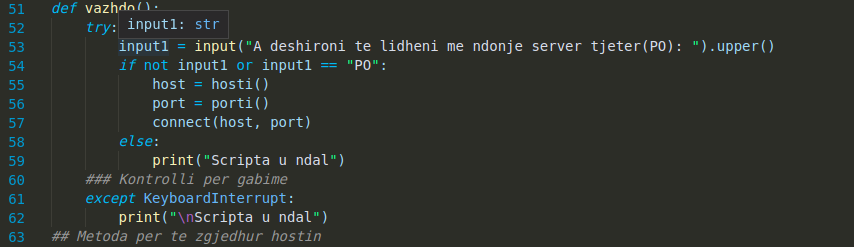 51 def vazhdo():
input1: str
52 try:
53 input1 = input("A deshironi te lidheni me ndonje server tjeter(PO): ").upper()
54 if not input1 or input1 == "PO":
55 host = hosti()
56 port = porti()
57 connect(host, port)
58 else:
59 print("Scripta u ndal")
60 ### Kontrolli per gabime
61 except KeyboardInterrupt:
62 print("\nScripta u ndal")
63 ## Metoda per te zgjedhur hostin